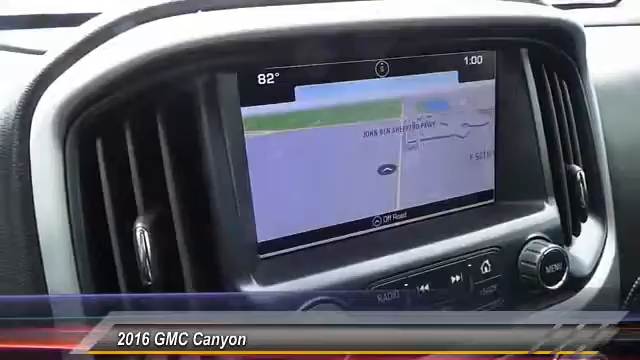 82° S 1:00
JOHN BEN SHEPPERD PKWY
Off Road
RADIO
MENU
2016 GMC Canyon